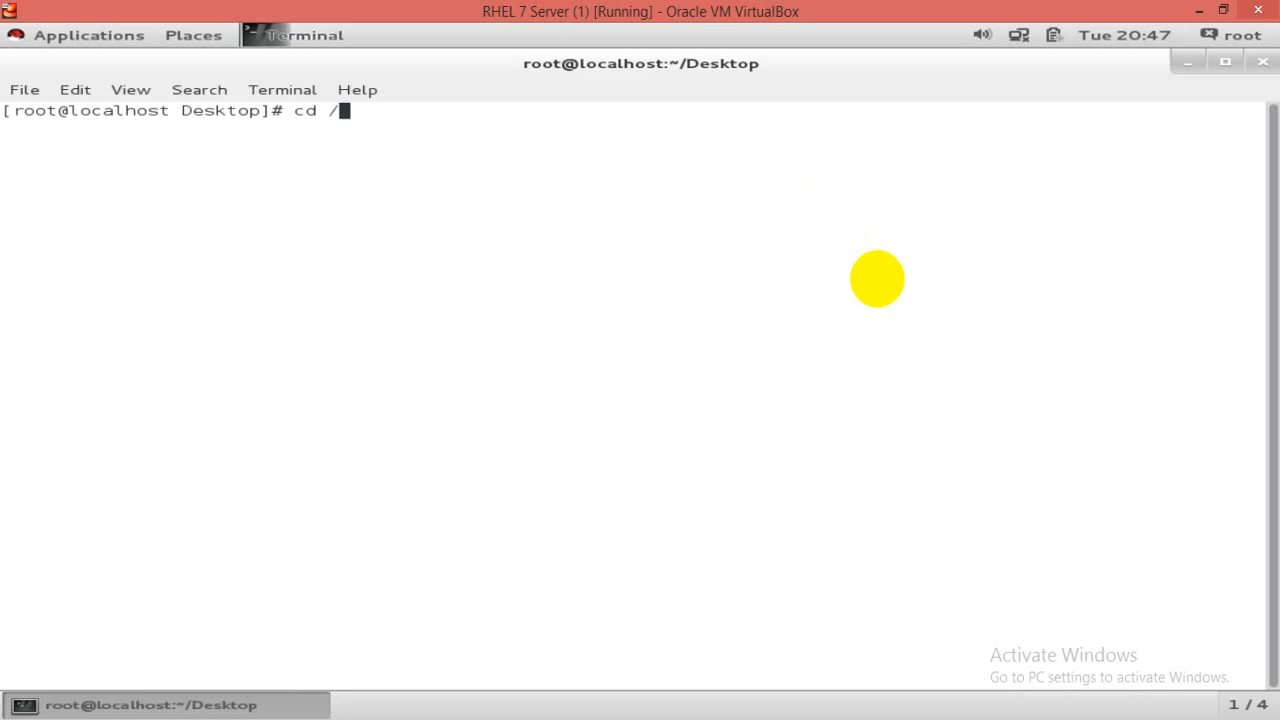 RHEL 7 Server (1) [Running] - Oracle VM VirtualBox
Applications Places Terminal Tue 20:47 root
root@localhost:~/Desktop
File Edit View Search Terminal Help
[root@localhost Desktop]# cd /
Activate Windows
Go to PC settings to activate Windows.
root@localhost:~/Desktop 1 / 4